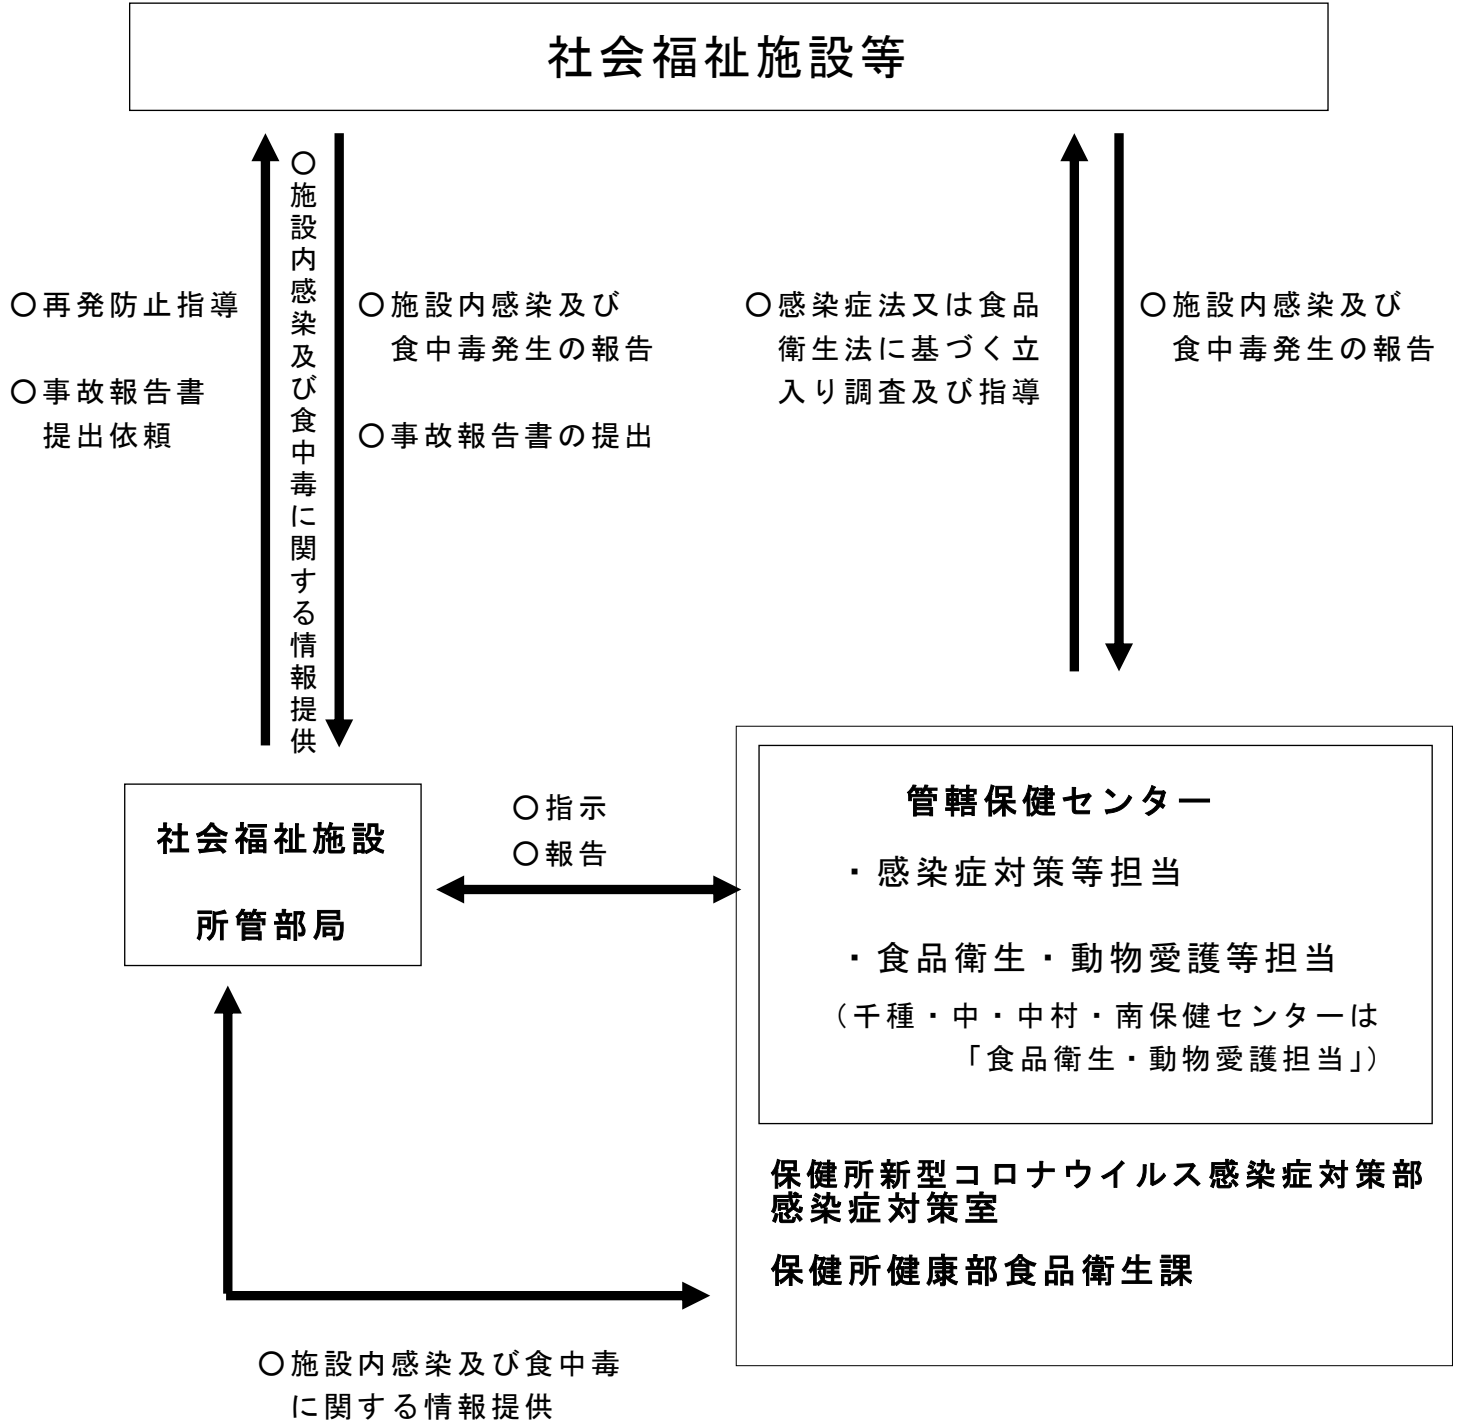 社会福祉施設等
〇再発防止指導
〇事故報告書
提出依頼
〇施設内感染及び食中毒に関する情報提供
〇施設内感染及び
食中毒発生の報告
〇事故報告書の提出
〇感染症法又は食品
衛生法に基づく立
入り調査及び指導
〇施設内感染及び
食中毒発生の報告
社会福祉施設
所管部局
〇指示
〇報告
管轄保健センター
・感染症対策等担当
・食品衛生・動物愛護等担当
（千種・中・中村・南保健センターは
「食品衛生・動物愛護担当」）
保健所新型コロナウイルス感染症対策部
感染症対策室
保健所健康部食品衛生課
〇施設内感染及び食中毒
に関する情報提供